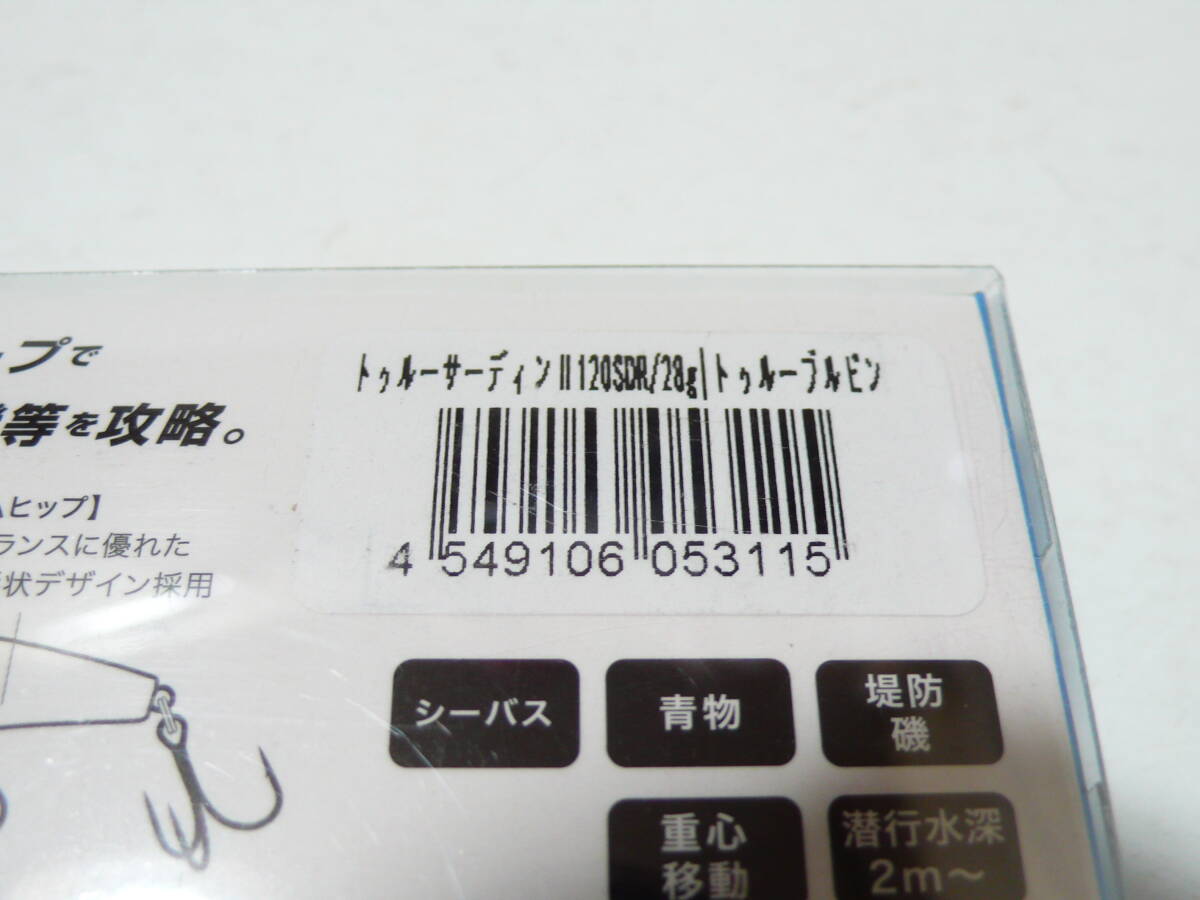 ープで
等を攻略。
トゥルーサーディンⅡ120SDR/28g|トゥルーブルピン
4 549106 053115
ムヒップ】
ランスに優れた
状デザイン採用
シーバス
青物
堤防
磯
重心
移動
潜行水深
2m～